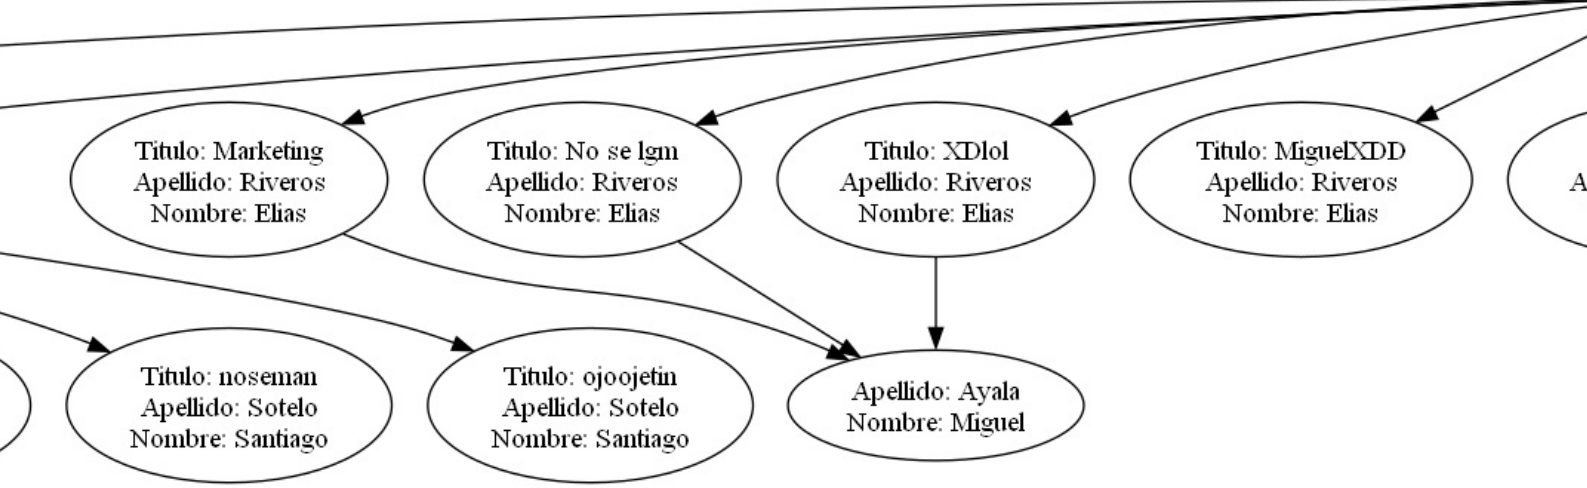 Titulo: Marketing
Apellido: Riveros
Nombre: Elias
Titulo: No se lgm
Apellido: Riveros
Nombre: Elias
Titulo: XDlol
Apellido: Riveros
Nombre: Elias
Titulo: MiguelXDD
Apellido: Riveros
Nombre: Elias
A
Titulo: noseman
Apellido: Sotelo
Nombre: Santiago
Titulo: ojoojetin
Apellido: Sotelo
Nombre: Santiago
Apellido: Ayala
Nombre: Miguel